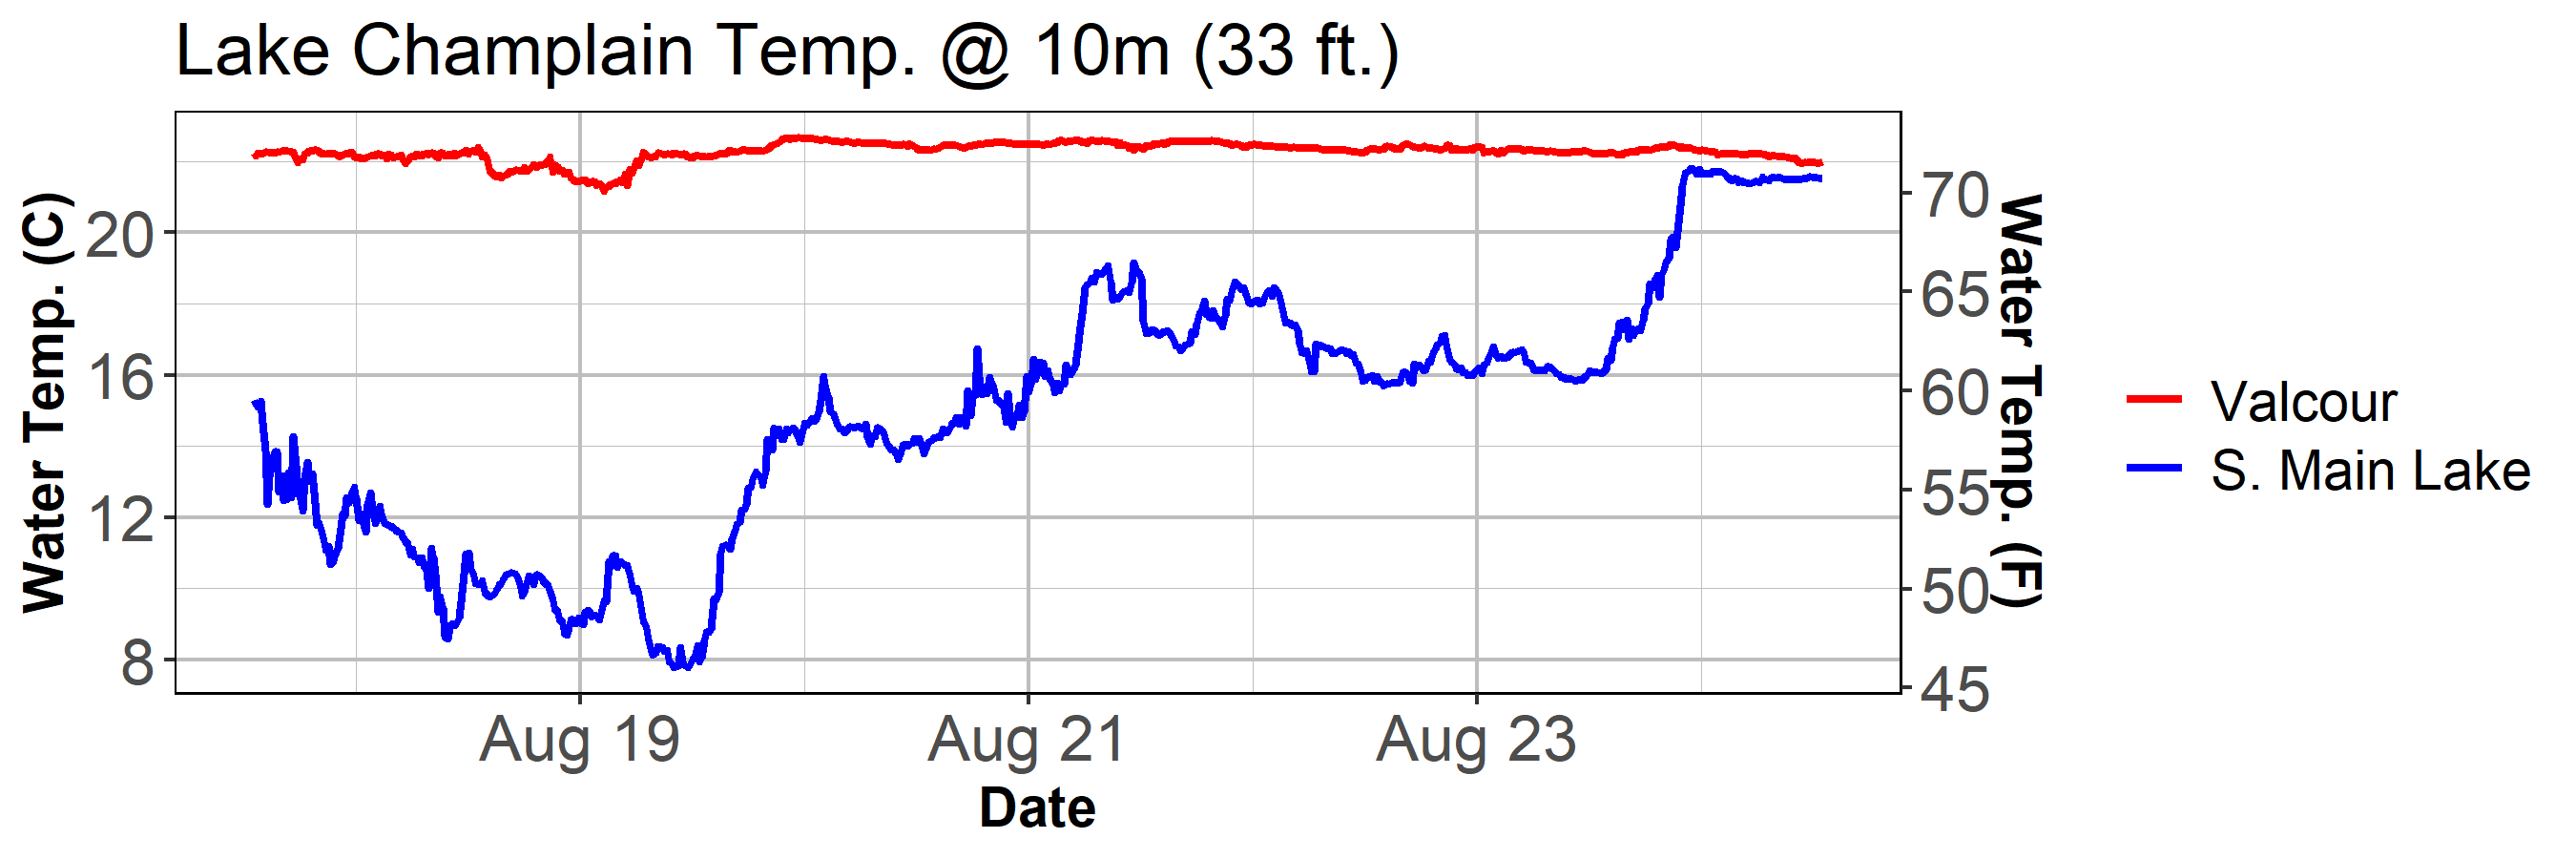 Lake Champlain Temp. @ 10m (33 ft.)
Water Temp. (C)
20
16
12
8
70
65
60
55
50
45
Water Temp. (F)
Aug 19
Aug 21
Aug 23
Date
Valcour
S. Main Lake